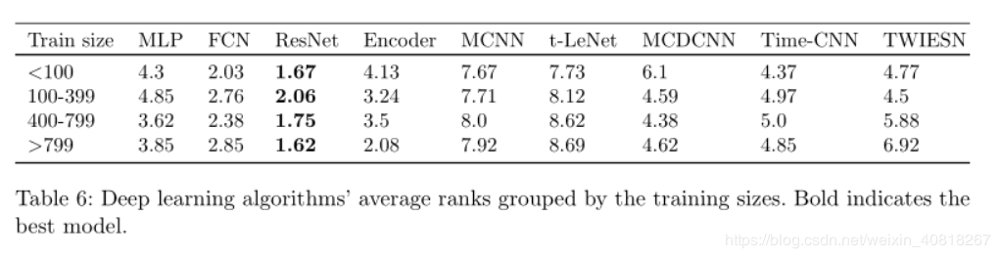 Train size MLP FCN ResNet Encoder MCNN t-LeNet MCDCNN Time-CNN TWIESN
<100 4.3 2.03 1.67 4.13 7.67 7.73 6.1 4.37 4.77
100-399 4.85 2.76 2.06 3.24 7.71 8.12 4.59 4.97 4.5
400-799 3.62 2.38 1.75 3.5 8.0 8.62 4.38 5.0 5.88
>799 3.85 2.85 1.62 2.08 7.92 8.69 4.62 4.85 6.92
Table 6: Deep learning algorithms' average ranks grouped by the training sizes. Bold indicates the
best model.
https://blog.csdn.net/weixin_40818267